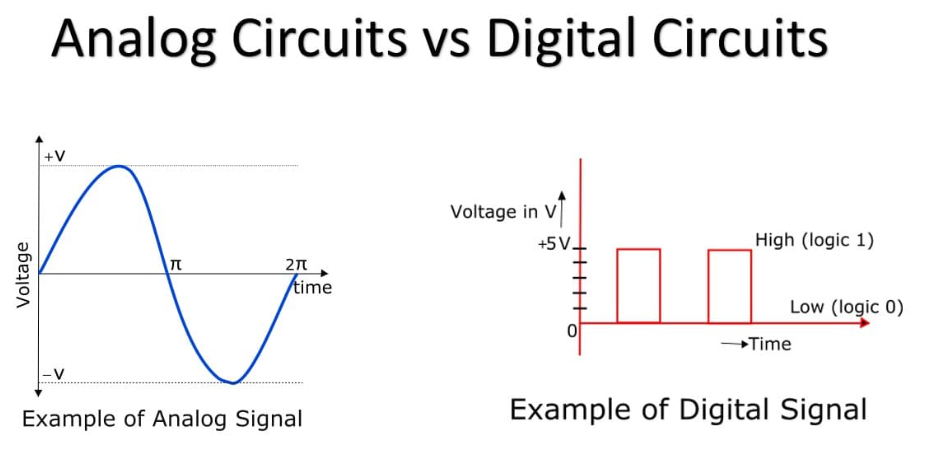 Analog Circuits vs Digital Circuits
+V
Voltage
π
2π
time
−V
Example of Analog Signal
Voltage in V
+5V
High (logic 1)
Low (logic 0)
0
Time
Example of Digital Signal